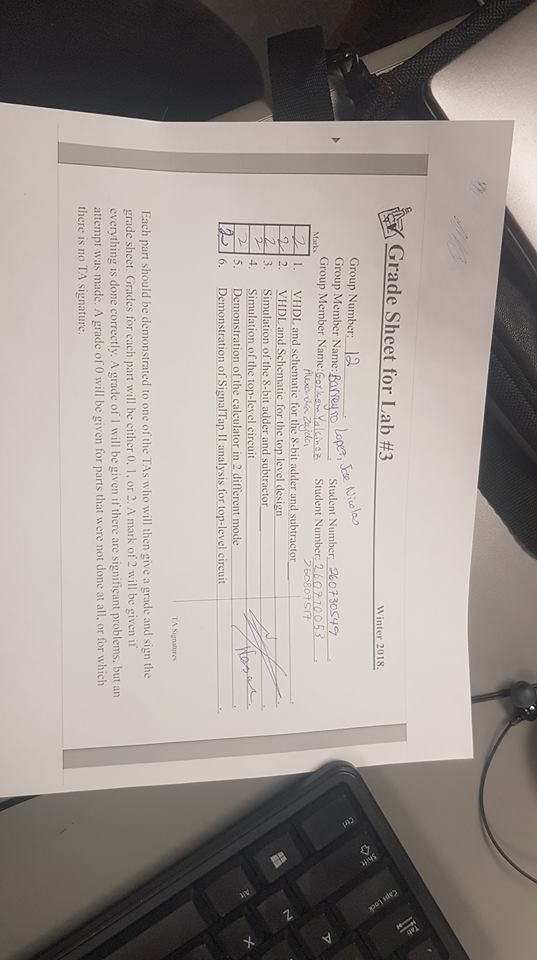 Grade Sheet for Lab #3
Winter 2018.
Group Number: 12
Group Member Name: Barreyro Lopez, Jose Nicolas Student Number: 260730549
Group Member Name: Gorkem Yalcinoz Student Number: 260710053
Zajda 260809517
Marks
2 1. VHDL and schematic for the 8-bit adder and subtractor
2 2. VHDL and Schematic for the top level design
2 3. Simulation of the 8-bit adder and subtractor
2 4. Simulation of the top-level circuit
2 5. Demonstration of the calculator in 2 different mode
2 6. Demonstration of SignalTap II analysis for top-level circuit
TA Signatures
Each part should be demonstrated to one of the TAs who will then give a grade and sign the
grade sheet. Grades for each part will be either 0, 1, or 2. A mark of 2 will be given if
everything is done correctly. A grade of 1 will be given if there are significant problems, but an
attempt was made. A grade of 0 will be given for parts that were not done at all, or for which
there is no TA signature.
Tab
Caps Lock
A
Shift
Z
X
Ctrl
Alt